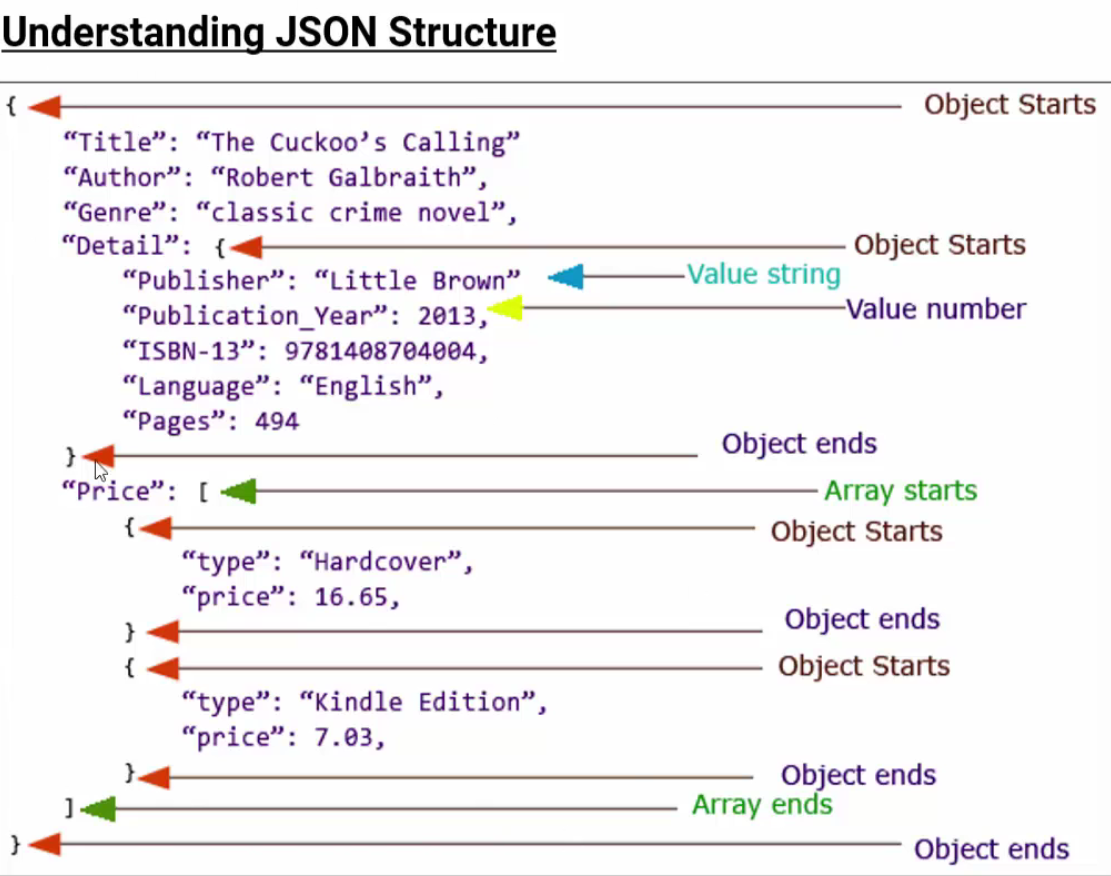 Understanding JSON Structure
{ Object Starts
“Title”: “The Cuckoo’s Calling”
“Author”: “Robert Galbraith”,
“Genre”: “classic crime novel”,
“Detail”: { Object Starts
“Publisher”: “Little Brown” Value string
“Publication_Year”: 2013, Value number
“ISBN-13”: 9781408704004,
“Language”: “English”,
“Pages”: 494
} Object ends
“Price”: [ Array starts
{ Object Starts
“type”: “Hardcover”,
“price”: 16.65,
} Object ends
{ Object Starts
“type”: “Kindle Edition”,
“price”: 7.03,
} Object ends
] Array ends
} Object ends